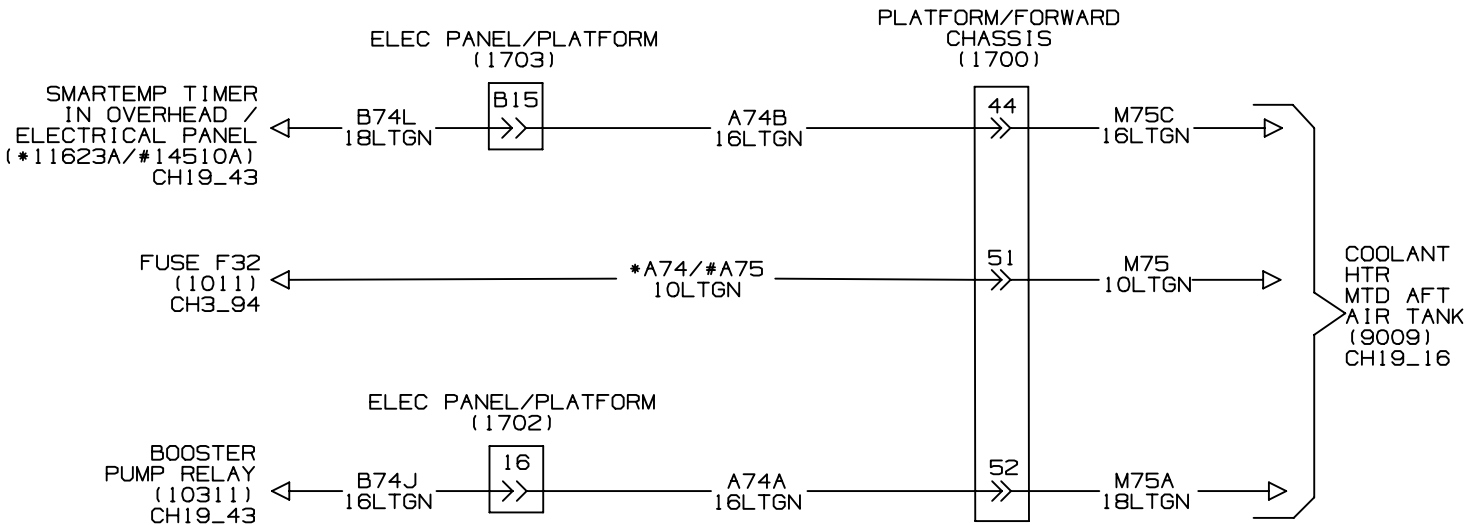 PLATFORM/FORWARD
CHASSIS
(1700)
ELEC PANEL/PLATFORM
(1703)
SMARTEMP TIMER
IN OVERHEAD /
ELECTRICAL PANEL
(*11623A/#14510A)
CH19_43
B74L
18LTGN
B15
A74B
16LTGN
44
M75C
16LTGN
FUSE F32
(1011)
CH3_94
*A74/#A75
10LTGN
51
M75
10LTGN
COOLANT
HTR
MTD AFT
AIR TANK
(9009)
CH19_16
ELEC PANEL/PLATFORM
(1702)
BOOSTER
PUMP RELAY
(10311)
CH19_43
B74J
16LTGN
16
A74A
16LTGN
52
M75A
18LTGN